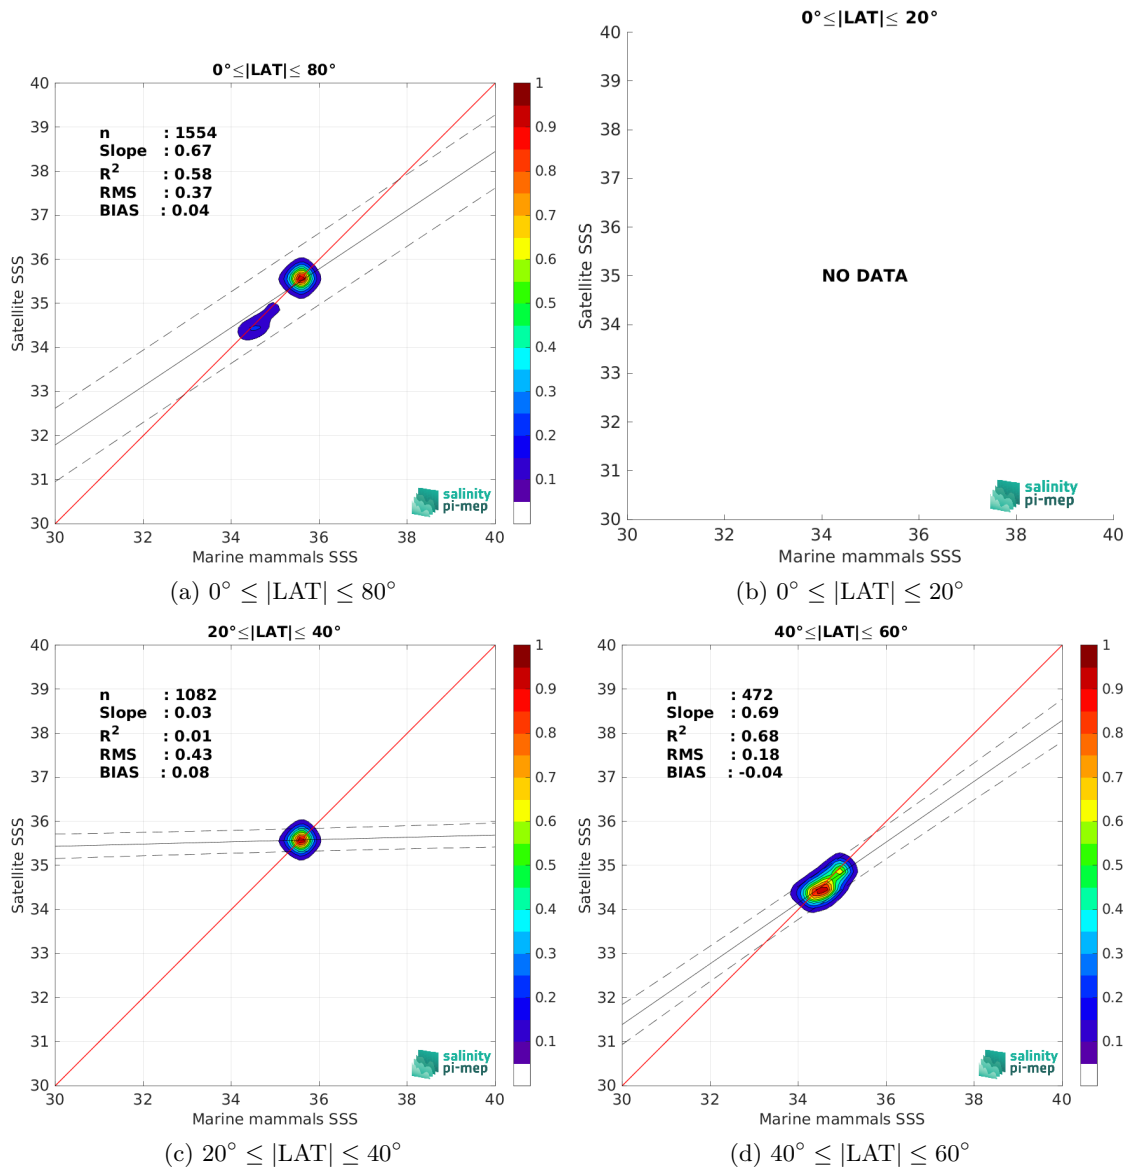 0°≤|LAT|≤ 80°
n : 1554
Slope : 0.67
R2 : 0.58
RMS : 0.37
BIAS : 0.04
40
39
38
37
36
35
34
33
32
31
30
Satellite SSS
30 32 34 36 38 40
Marine mammals SSS
1
0.9
0.8
0.7
0.6
0.5
0.4
0.3
0.2
0.1
salinity
pi-mep
(a) 0° ≤ |LAT| ≤ 80°
0°≤|LAT|≤ 20°
40
39
38
37
36
35
34
33
32
31
30
Satellite SSS
NO DATA
30 32 34 36 38 40
Marine mammals SSS
salinity
pi-mep
(b) 0° ≤ |LAT| ≤ 20°
20°≤|LAT|≤ 40°
n : 1082
Slope : 0.03
R2 : 0.01
RMS : 0.43
BIAS : 0.08
40
39
38
37
36
35
34
33
32
31
30
Satellite SSS
30 32 34 36 38 40
Marine mammals SSS
1
0.9
0.8
0.7
0.6
0.5
0.4
0.3
0.2
0.1
salinity
pi-mep
(c) 20° ≤ |LAT| ≤ 40°
40°≤|LAT|≤ 60°
n : 472
Slope : 0.69
R2 : 0.68
RMS : 0.18
BIAS : -0.04
40
39
38
37
36
35
34
33
32
31
30
Satellite SSS
30 32 34 36 38 40
Marine mammals SSS
1
0.9
0.8
0.7
0.6
0.5
0.4
0.3
0.2
0.1
salinity
pi-mep
(d) 40° ≤ |LAT| ≤ 60°